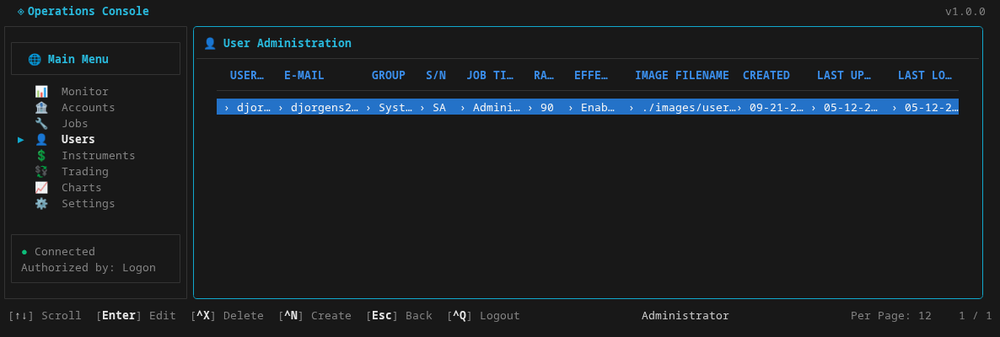 Operations Console v1.0.0
Main Menu
Monitor
Accounts
Jobs
Users
Instruments
Trading
Charts
Settings
● Connected
Authorized by: Logon
User Administration
USER… E-MAIL GROUP S/N JOB TI… RA… EFFE… IMAGE FILENAME CREATED LAST UP… LAST LO…
› djor… › djorgens2… › Syst… › SA › Admini… › 90 › Enab… › ./images/user…› 09-21-2… › 05-12-2… › 05-12-2…
[↑↓] Scroll [Enter] Edit [^X] Delete [^N] Create [Esc] Back [^Q] Logout Administrator Per Page: 12 1 / 1